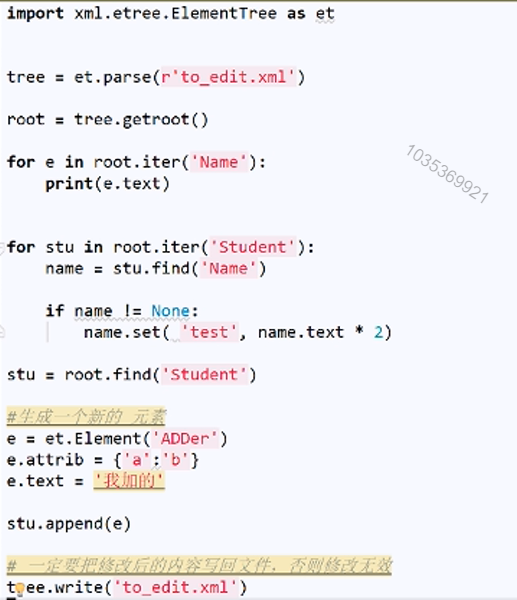 import xml.etree.ElementTree as et
tree = et.parse(r'to_edit.xml')
root = tree.getroot()
for e in root.iter('Name'):
print(e.text)
1035369921
for stu in root.iter('Student'):
name = stu.find('Name')
if name != None:
name.set( 'test', name.text * 2)
stu = root.find('Student')
#生成一个新的 元素
e = et.Element('ADDer')
e.attrib = {'a':'b'}
e.text = '我加的'
stu.append(e)
# 一定要把修改后的内容写回文件，否则修改无效
tree.write('to_edit.xml')